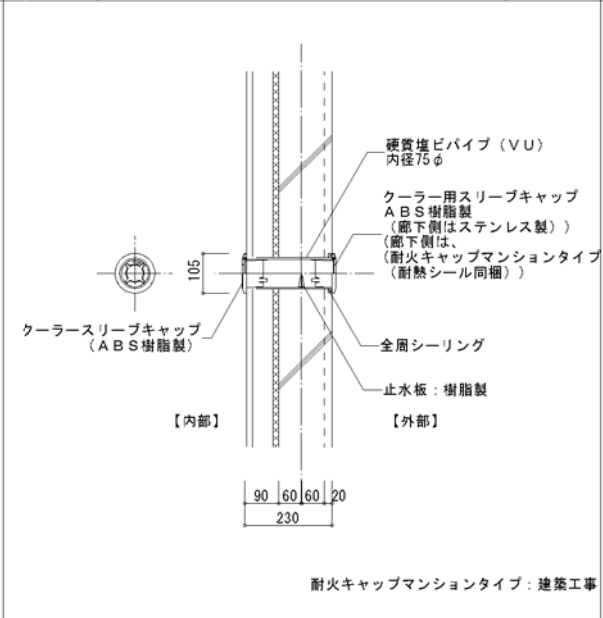 硬質塩ビパイプ（ＶＵ）
内径75φ
クーラー用スリーブキャップ
ＡＢＳ樹脂製
（廊下側はステンレス製））
（廊下側は、
（耐火キャップマンションタイプ
（耐熱シール同梱））
105
クーラースリーブキャップ
（ＡＢＳ樹脂製）
全周シーリング
止水板：樹脂製
【内部】
【外部】
90 60 60 20
230
耐火キャップマンションタイプ：建築工事